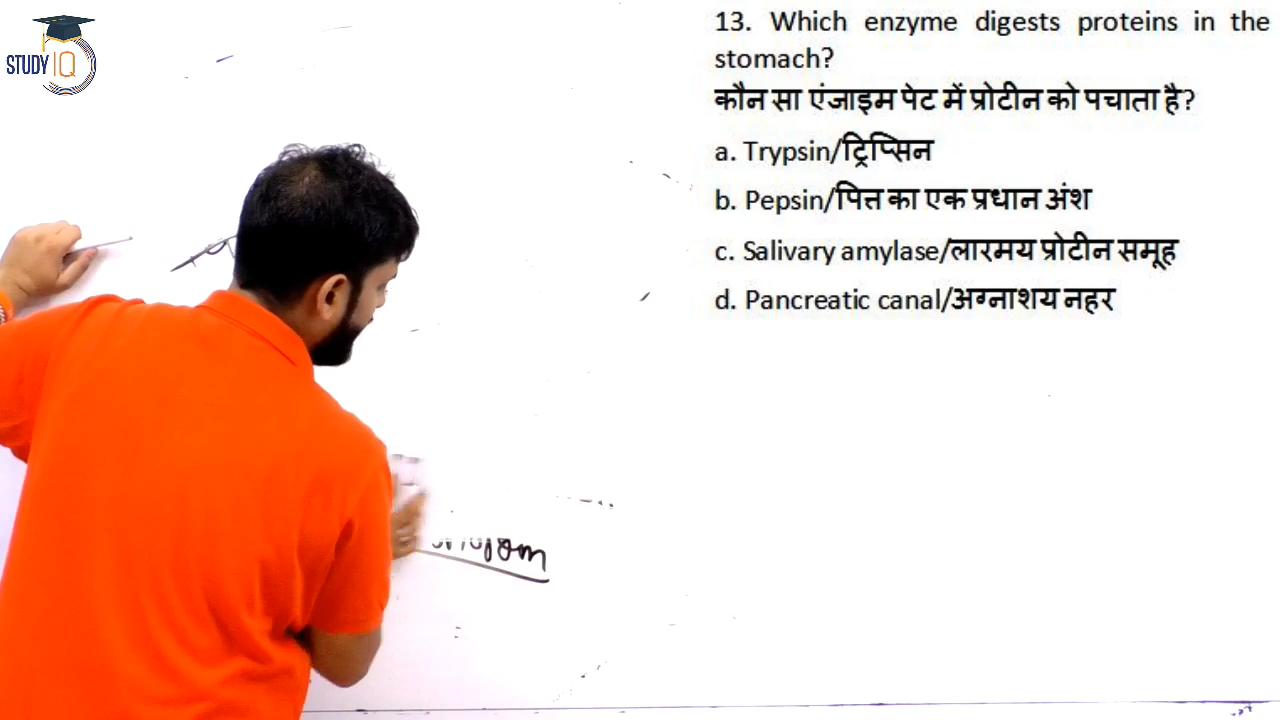 STUDY IQ
13. Which enzyme digests proteins in the
stomach?
कौन सा एंजाइम पेट में प्रोटीन को पचाता है?
a. Trypsin/ट्रिप्सिन
b. Pepsin/पित्त का एक प्रधान अंश
c. Salivary amylase/लारमय प्रोटीन समूह
d. Pancreatic canal/अग्नाशय नहर